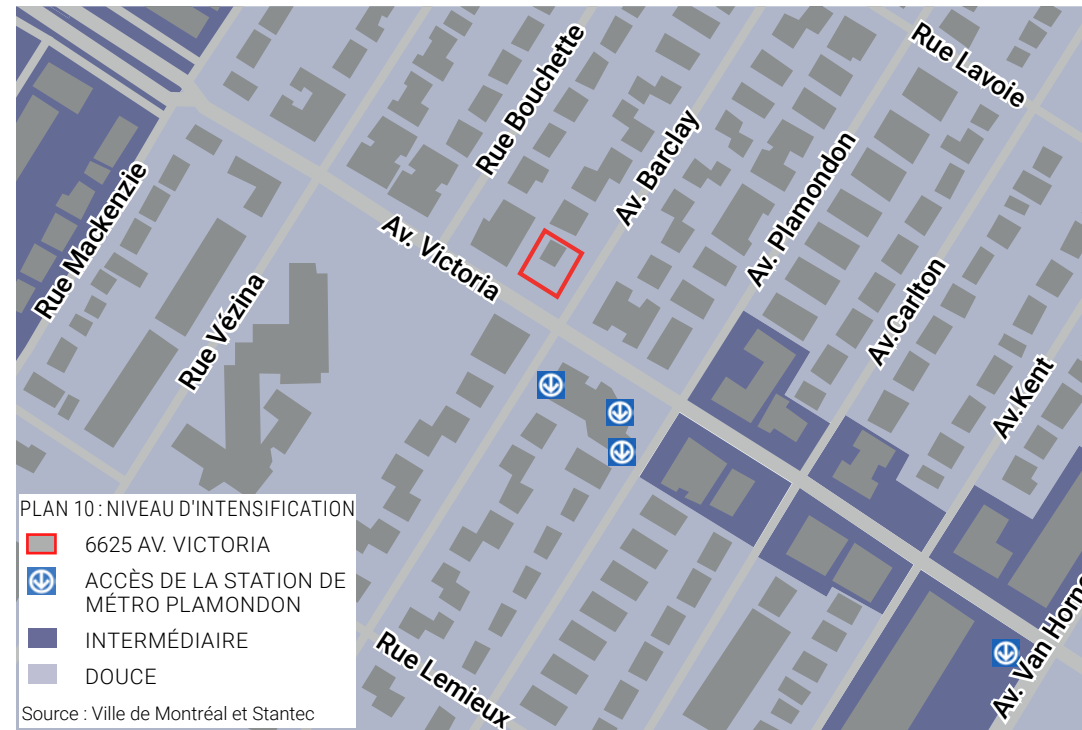 Rue Lavoie
Rue Bouchette
Av. Barclay
Av. Plamondon
Rue Mackenzie
Av. Victoria
Rue Vézina
Av.Carlton
Av.Kent
Av. Van Horne
Rue Lemieux
PLAN 10 : NIVEAU D'INTENSIFICATION
6625 AV. VICTORIA
ACCÈS DE LA STATION DE
MÉTRO PLAMONDON
INTERMÉDIAIRE
DOUCE
Source : Ville de Montréal et Stantec